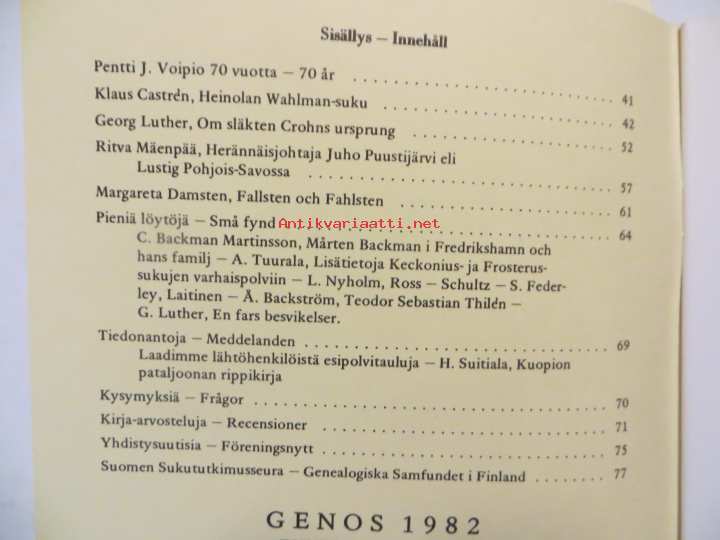 Sisällys — Innehåll
Pentti J. Voipio 70 vuotta — 70 år . . . . . . . . . . . . . . . . . . . . . . . . . 41
Klaus Castrén, Heinolan Wahlman-suku . . . . . . . . . . . . . . . . . . . . . . 42
Georg Luther, Om släkten Crohns ursprung . . . . . . . . . . . . . . . . . . . . 52
Ritva Mäenpää, Herännäisjohtaja Juho Puustijärvi eli
Lustig Pohjois-Savossa . . . . . . . . . . . . . . . . . . . . . . . . . . . 57
Margareta Damsten, Fallsten och Fahlsten . . . . . . . . . . . . . . . . . . . . . 61
Pieniä löytöjä — Små fynd . . . . . . . . . . . . . . . . . . . . . . . . . . . . 64
Antikvariaatti.net
C. Backman Martinsson, Mårten Backman i Fredrikshamn och
hans familj — A. Tuurala, Lisätietoja Keckonius- ja Frosterus-
sukujen varhaispolviin — L. Nyholm, Ross — Schultz — S. Feder-
ley, Laitinen — Å. Backström, Teodor Sebastian Thilén —
G. Luther, En fars besvikelser.
Tiedonantoja — Meddelanden . . . . . . . . . . . . . . . . . . . . . . . . . . 69
Laadimme lähtöhenkilöistä esipolvitauluja — H. Suitiala, Kuopion
pataljoonan rippikirja
Kysymyksiä — Frågor . . . . . . . . . . . . . . . . . . . . . . . . . . . . . . 70
Kirja-arvosteluja — Recensioner . . . . . . . . . . . . . . . . . . . . . . . . . 71
Yhdistysuutisia — Föreningsnytt . . . . . . . . . . . . . . . . . . . . . . . . . 75
Suomen Sukututkimusseura — Genealogiska Samfundet i Finland . . . . . . . . 77
GENOS 1982